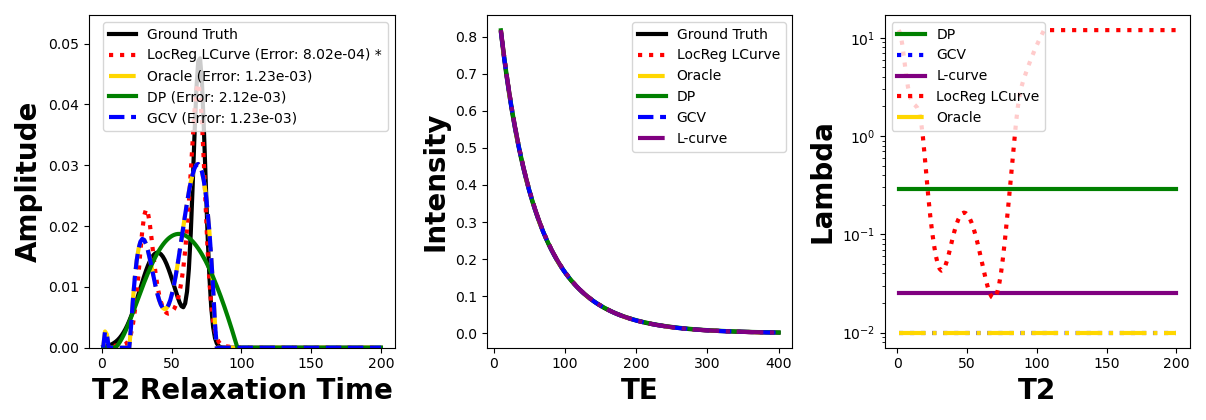 Amplitude
0.05
0.04
0.03
0.02
0.01
0.00
0
50
100
150
200
T2 Relaxation Time
Ground Truth
LocReg LCurve (Error: 8.02e-04) *
Oracle (Error: 1.23e-03)
DP (Error: 2.12e-03)
GCV (Error: 1.23e-03)
Intensity
0.8
0.7
0.6
0.5
0.4
0.3
0.2
0.1
0.0
0
100
200
300
400
TE
Ground Truth
LocReg LCurve
Oracle
DP
GCV
L-curve
Lambda
10¹
10⁰
10⁻¹
10⁻²
0
50
100
150
200
T2
DP
GCV
L-curve
LocReg LCurve
Oracle